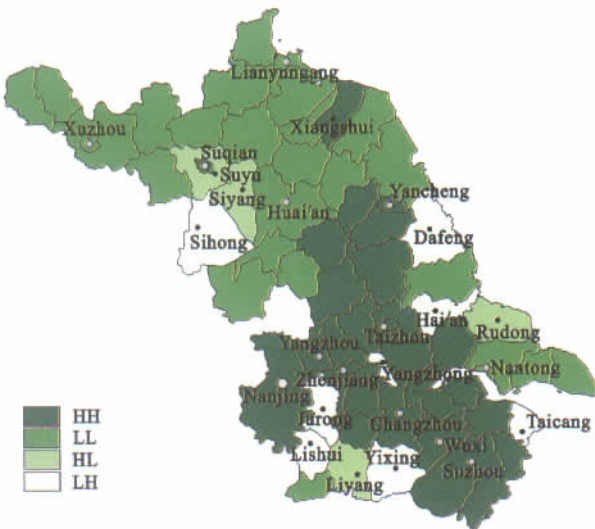 Lianyungang
Xuzhou
Xiangshui
Suqian
Suyu
Siyang
Huai'an
Yancheng
Sihong
Dafeng
Hai'an
Rudong
Taizhou
Yangzhou
Nantong
Zhenjiang
Yangzhong
Nanjing
Jurong
Changzhou
Taicang
Wuxi
Lishui
Yixing
Suzhou
Liyang
HH
LL
HL
LH